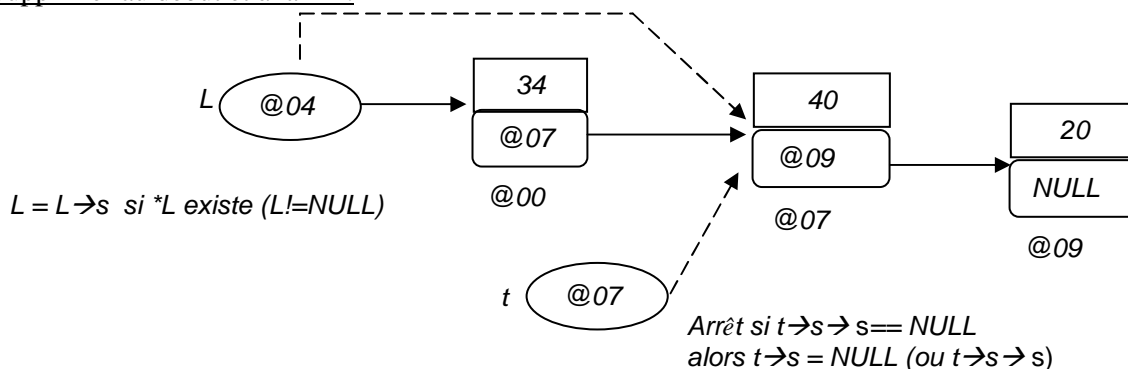 L
@04
34
@07
@00
40
@09
@07
20
NULL
@09
L = L→s si *L existe (L!=NULL)
t
@07
Arrêt si t→s→ s== NULL
alors t→s = NULL (ou t→s→ s)